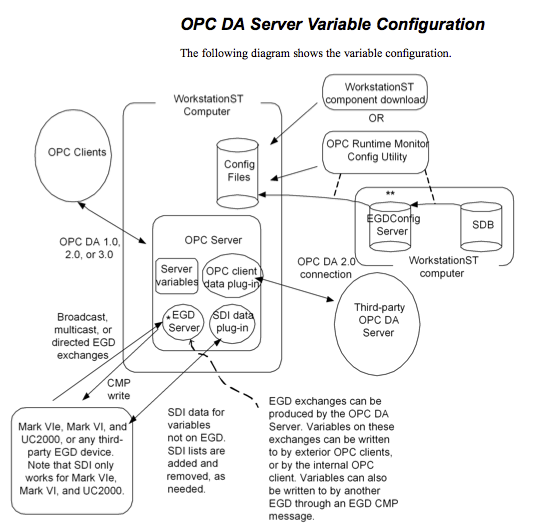 OPC DA Server Variable Configuration
The following diagram shows the variable configuration.
WorkstationST
component download
OR
WorkstationST
Computer
OPC Clients
Config
Files
OPC Runtime Monitor
Config Utility
**
EGDConfig
Server
SDB
WorkstationST
computer
OPC DA 1.0,
2.0, or 3.0
OPC Server
Server
variables
OPC client
data plug-in
OPC DA 2.0
connection
* EGD
Server
SDI data
plug-in
Third-party
OPC DA
Server
Broadcast,
multicast, or
directed EGD
exchanges
CMP
write
Mark VIe, Mark VI, and
UC2000, or any third-
party EGD device.
Note that SDI only
works for Mark VIe,
Mark VI, and UC2000.
SDI data for
variables
not on EGD.
SDI lists are
added and
removed, as
needed.
EGD exchanges can be
produced by the OPC DA
Server. Variables on these
exchanges can be written
to by exterior OPC clients,
or by the internal OPC
client. Variables can also
be written to by another
EGD through an EGD CMP
message.